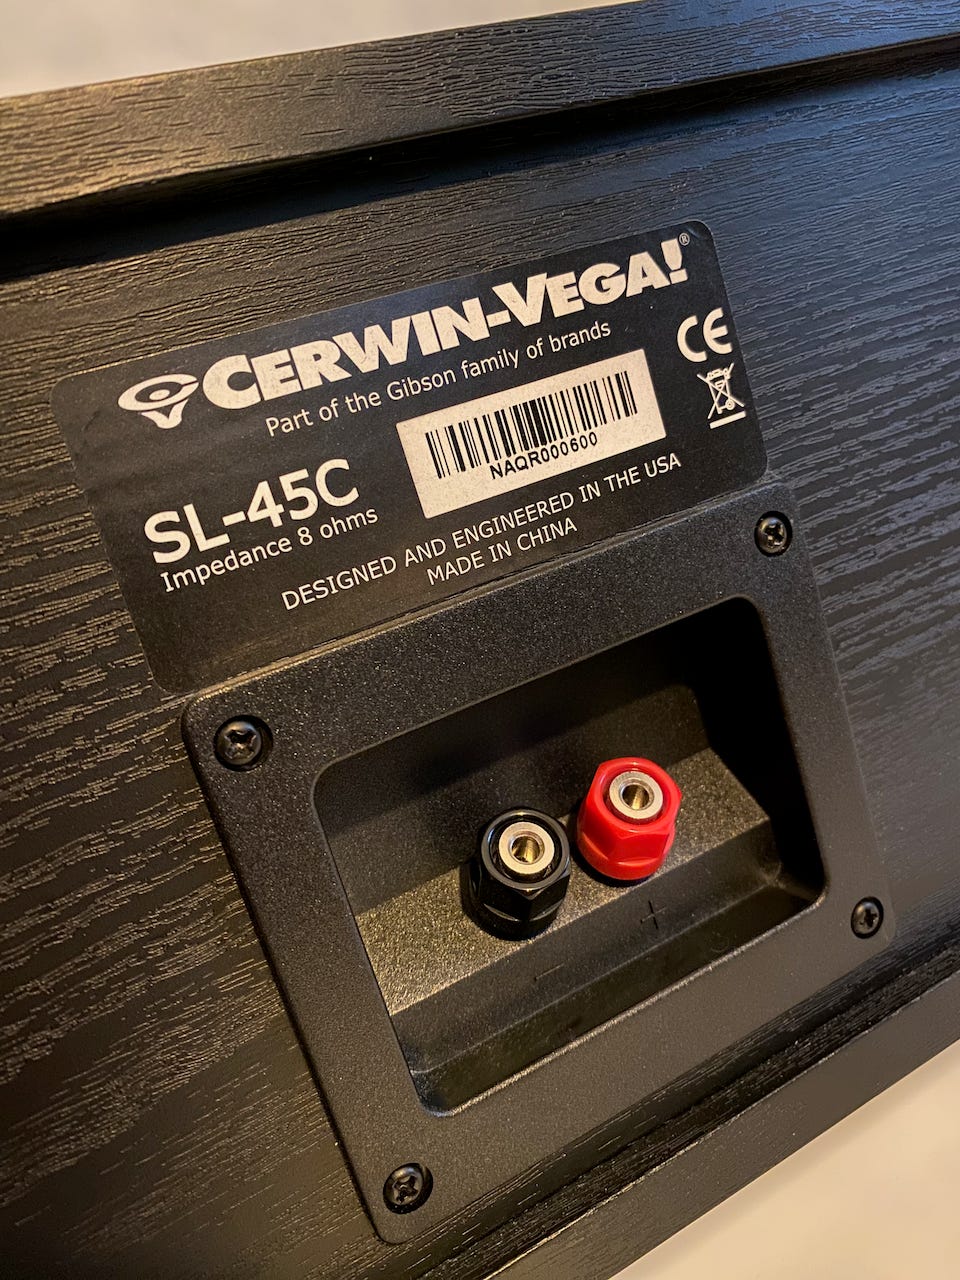 CERWIN-VEGA!®
Part of the Gibson family of brands
CE
NAQR000600
SL-45C
Impedance 8 ohms
DESIGNED AND ENGINEERED IN THE USA
MADE IN CHINA
- +